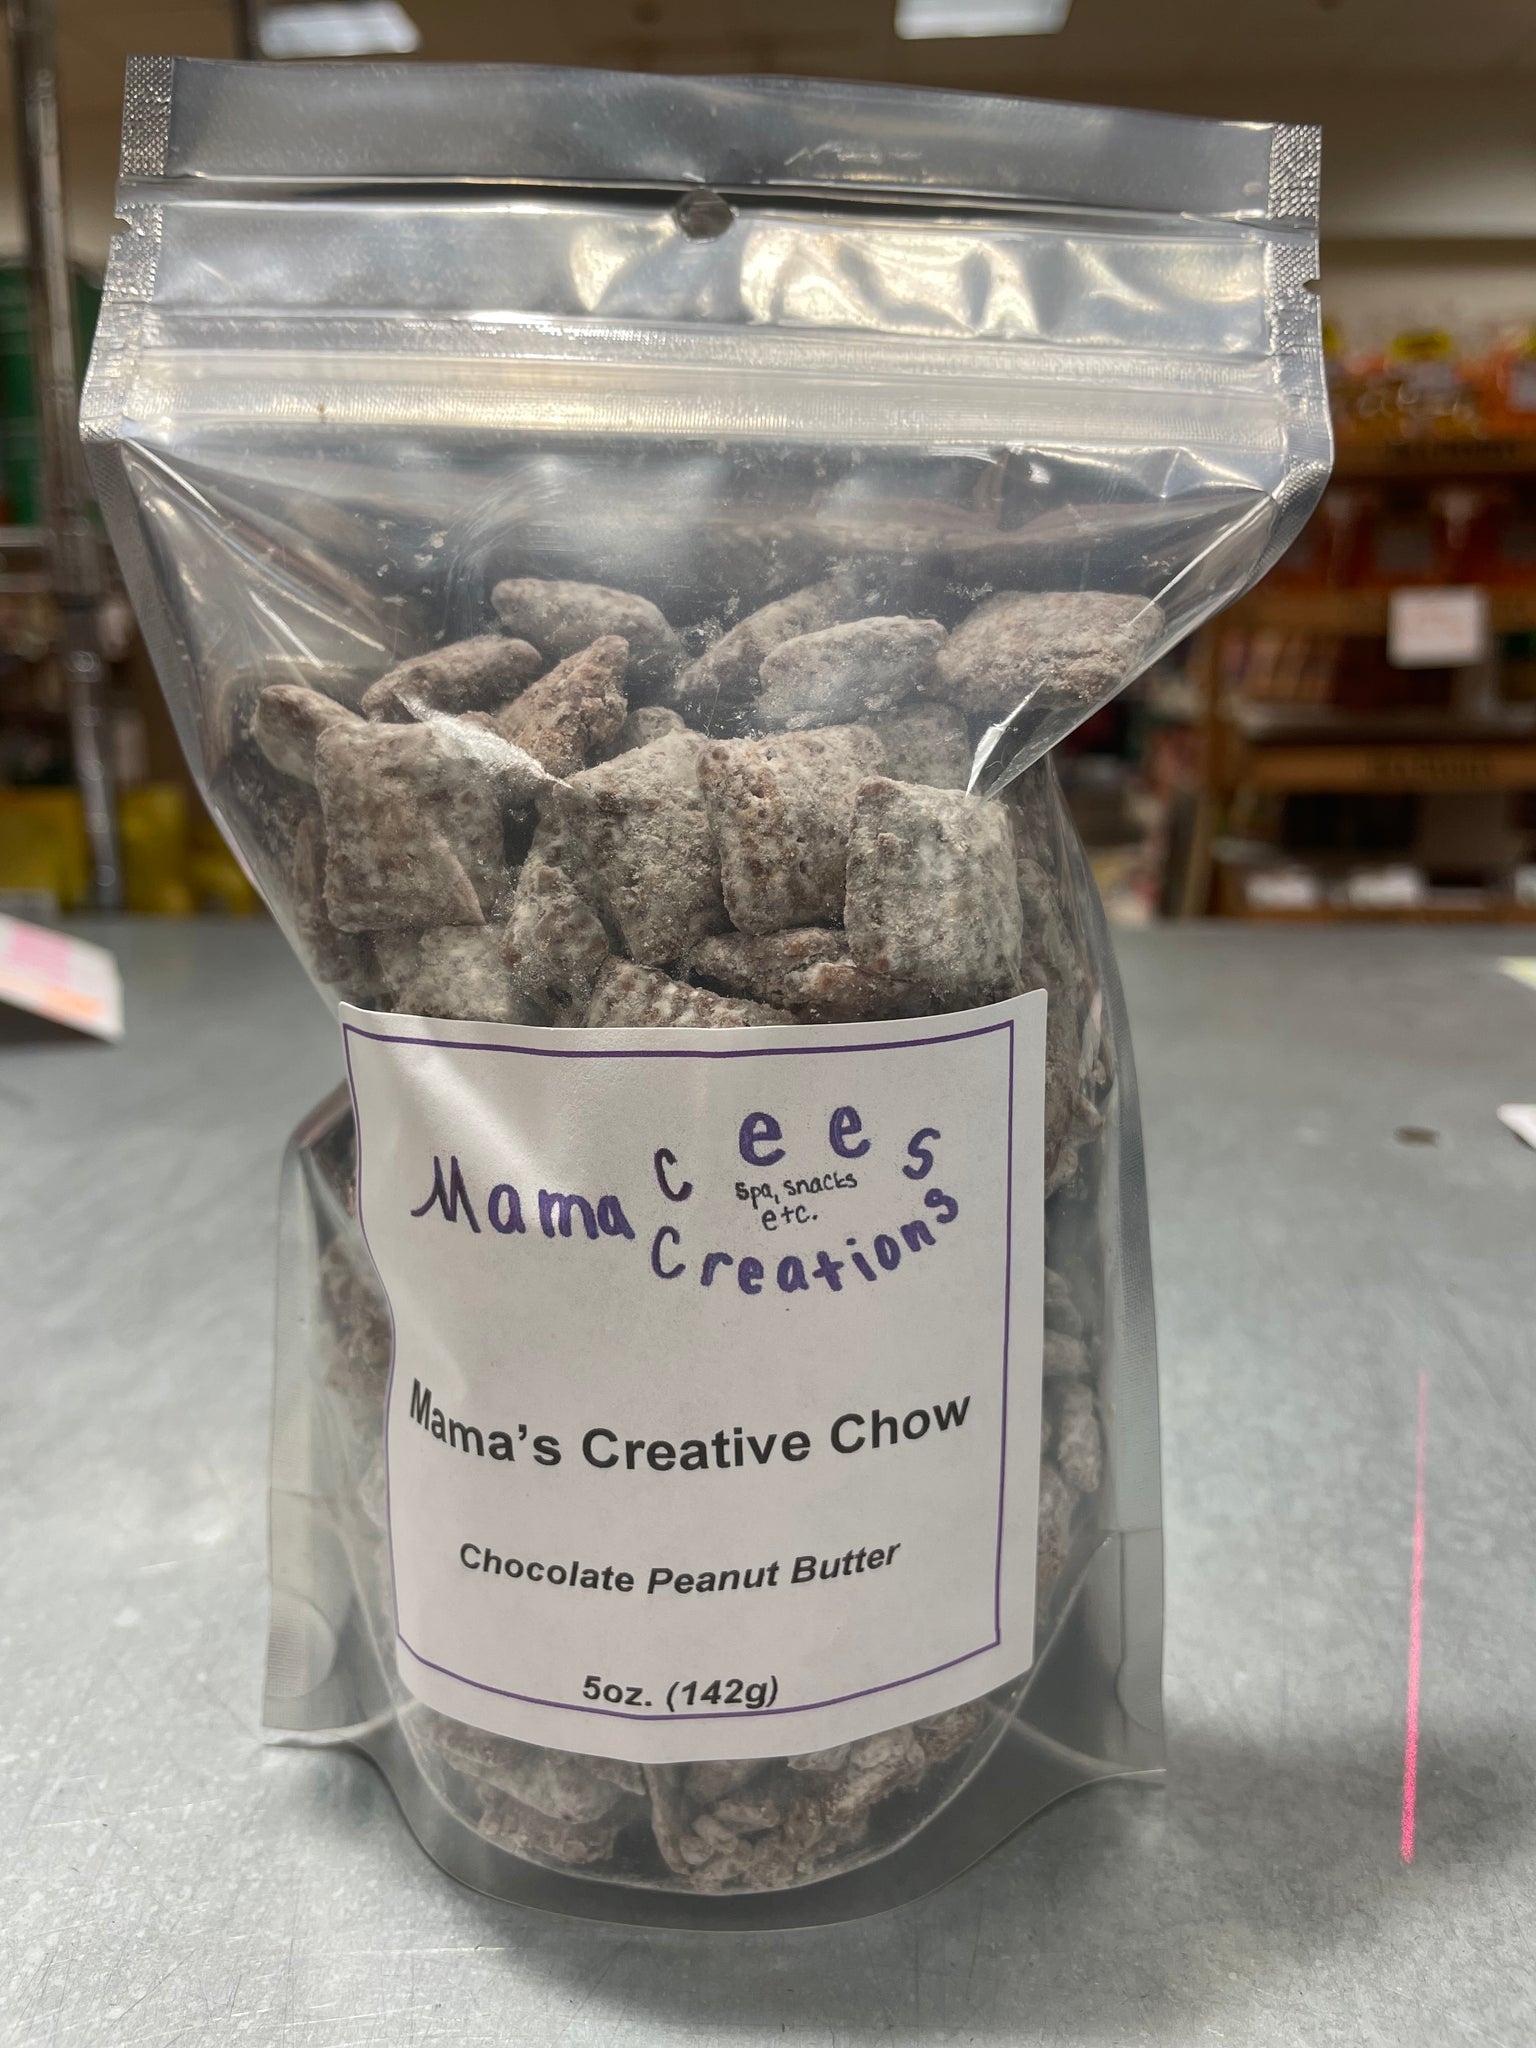 Mama Cees
spa, snacks
etc.
Creations
Mama's Creative Chow
Chocolate Peanut Butter
5oz. (142g)